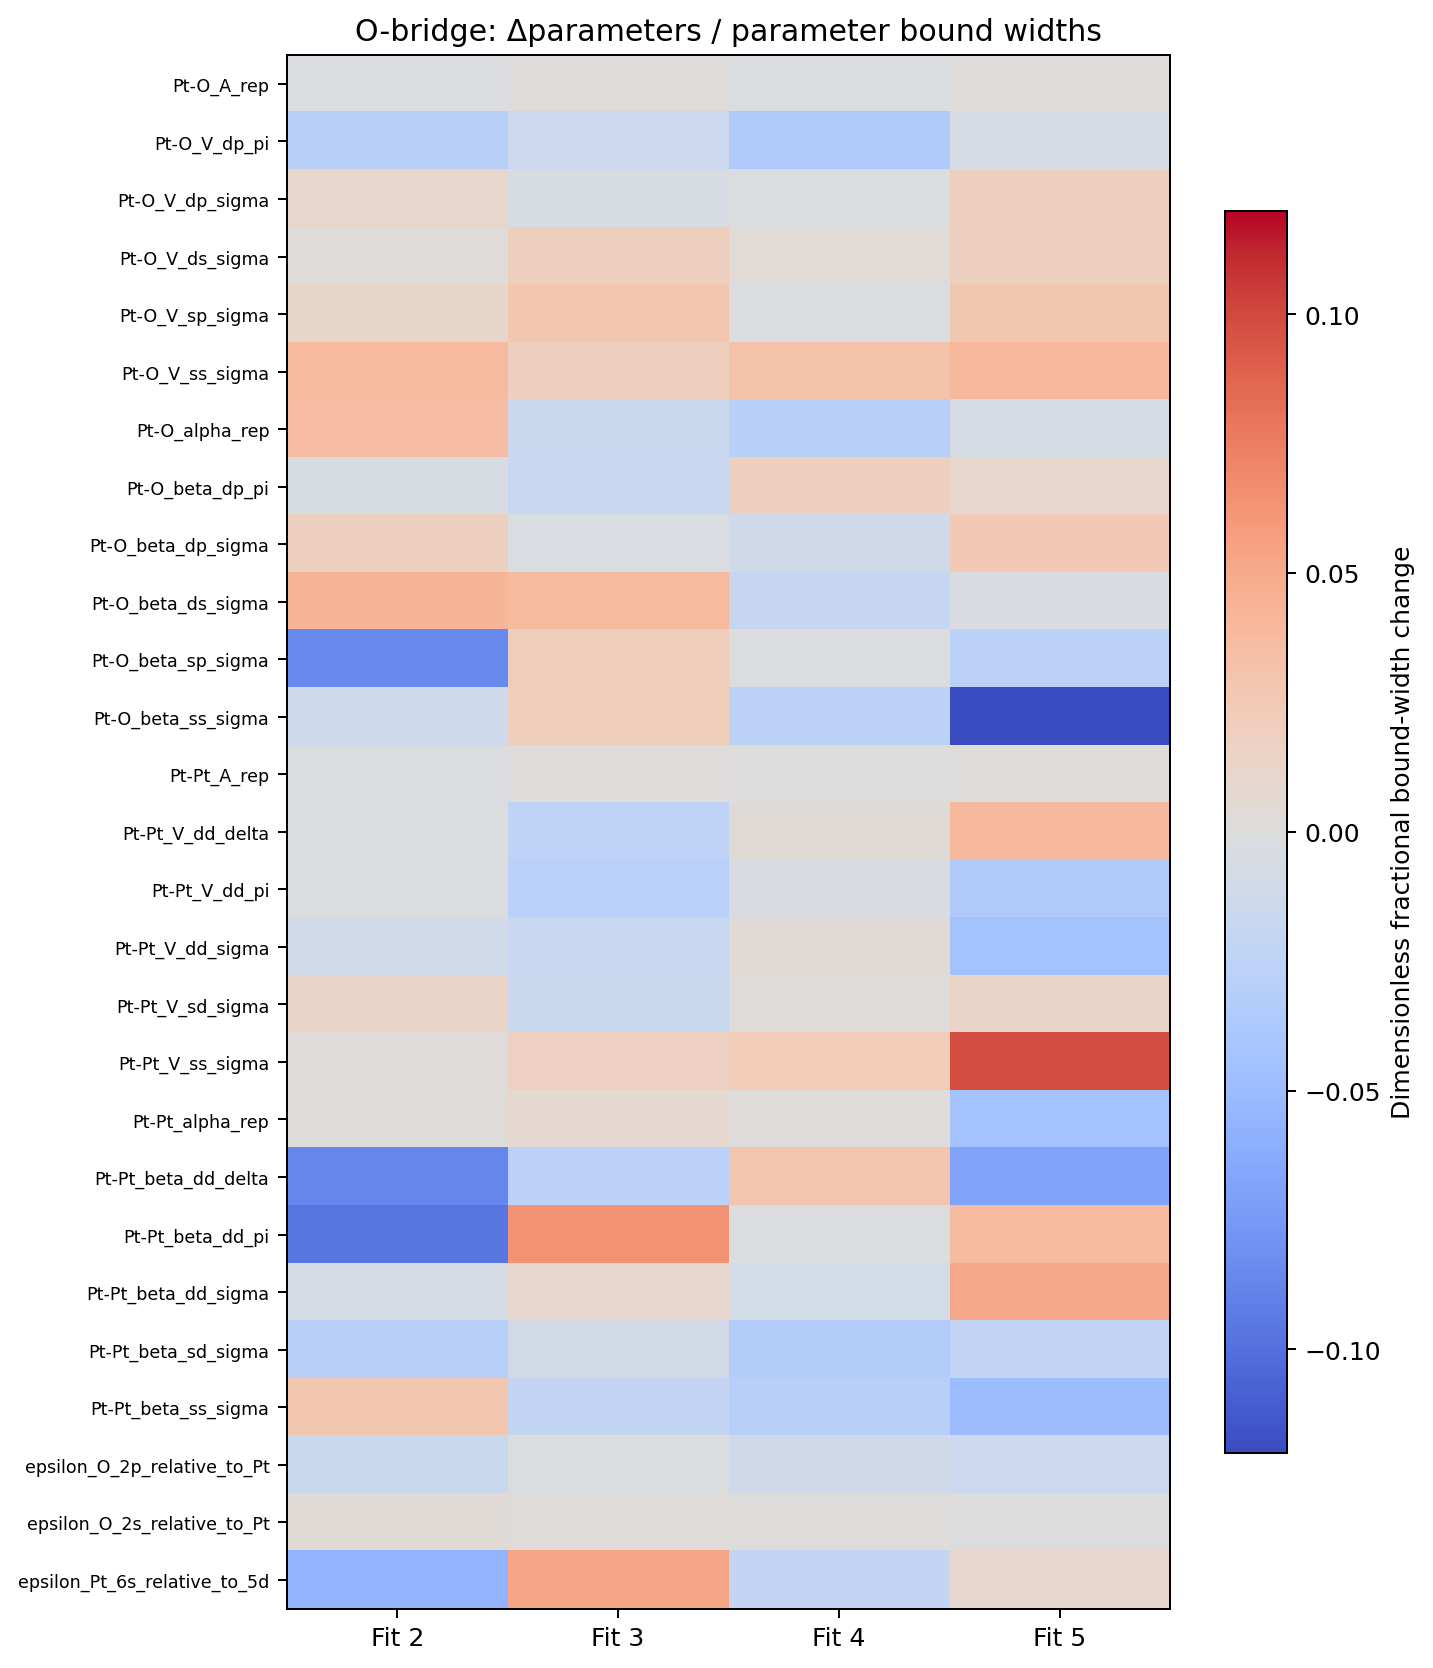 O-bridge: Δparameters / parameter bound widths
Pt-O_A_rep
Pt-O_V_dp_pi
Pt-O_V_dp_sigma
Pt-O_V_ds_sigma
Pt-O_V_sp_sigma
Pt-O_V_ss_sigma
Pt-O_alpha_rep
Pt-O_beta_dp_pi
Pt-O_beta_dp_sigma
Pt-O_beta_ds_sigma
Pt-O_beta_sp_sigma
Pt-O_beta_ss_sigma
Pt-Pt_A_rep
Pt-Pt_V_dd_delta
Pt-Pt_V_dd_pi
Pt-Pt_V_dd_sigma
Pt-Pt_V_sd_sigma
Pt-Pt_V_ss_sigma
Pt-Pt_alpha_rep
Pt-Pt_beta_dd_delta
Pt-Pt_beta_dd_pi
Pt-Pt_beta_dd_sigma
Pt-Pt_beta_sd_sigma
Pt-Pt_beta_ss_sigma
epsilon_O_2p_relative_to_Pt
epsilon_O_2s_relative_to_Pt
epsilon_Pt_6s_relative_to_5d
Fit 2
Fit 3
Fit 4
Fit 5
0.10
0.05
0.00
−0.05
−0.10
Dimensionless fractional bound-width change